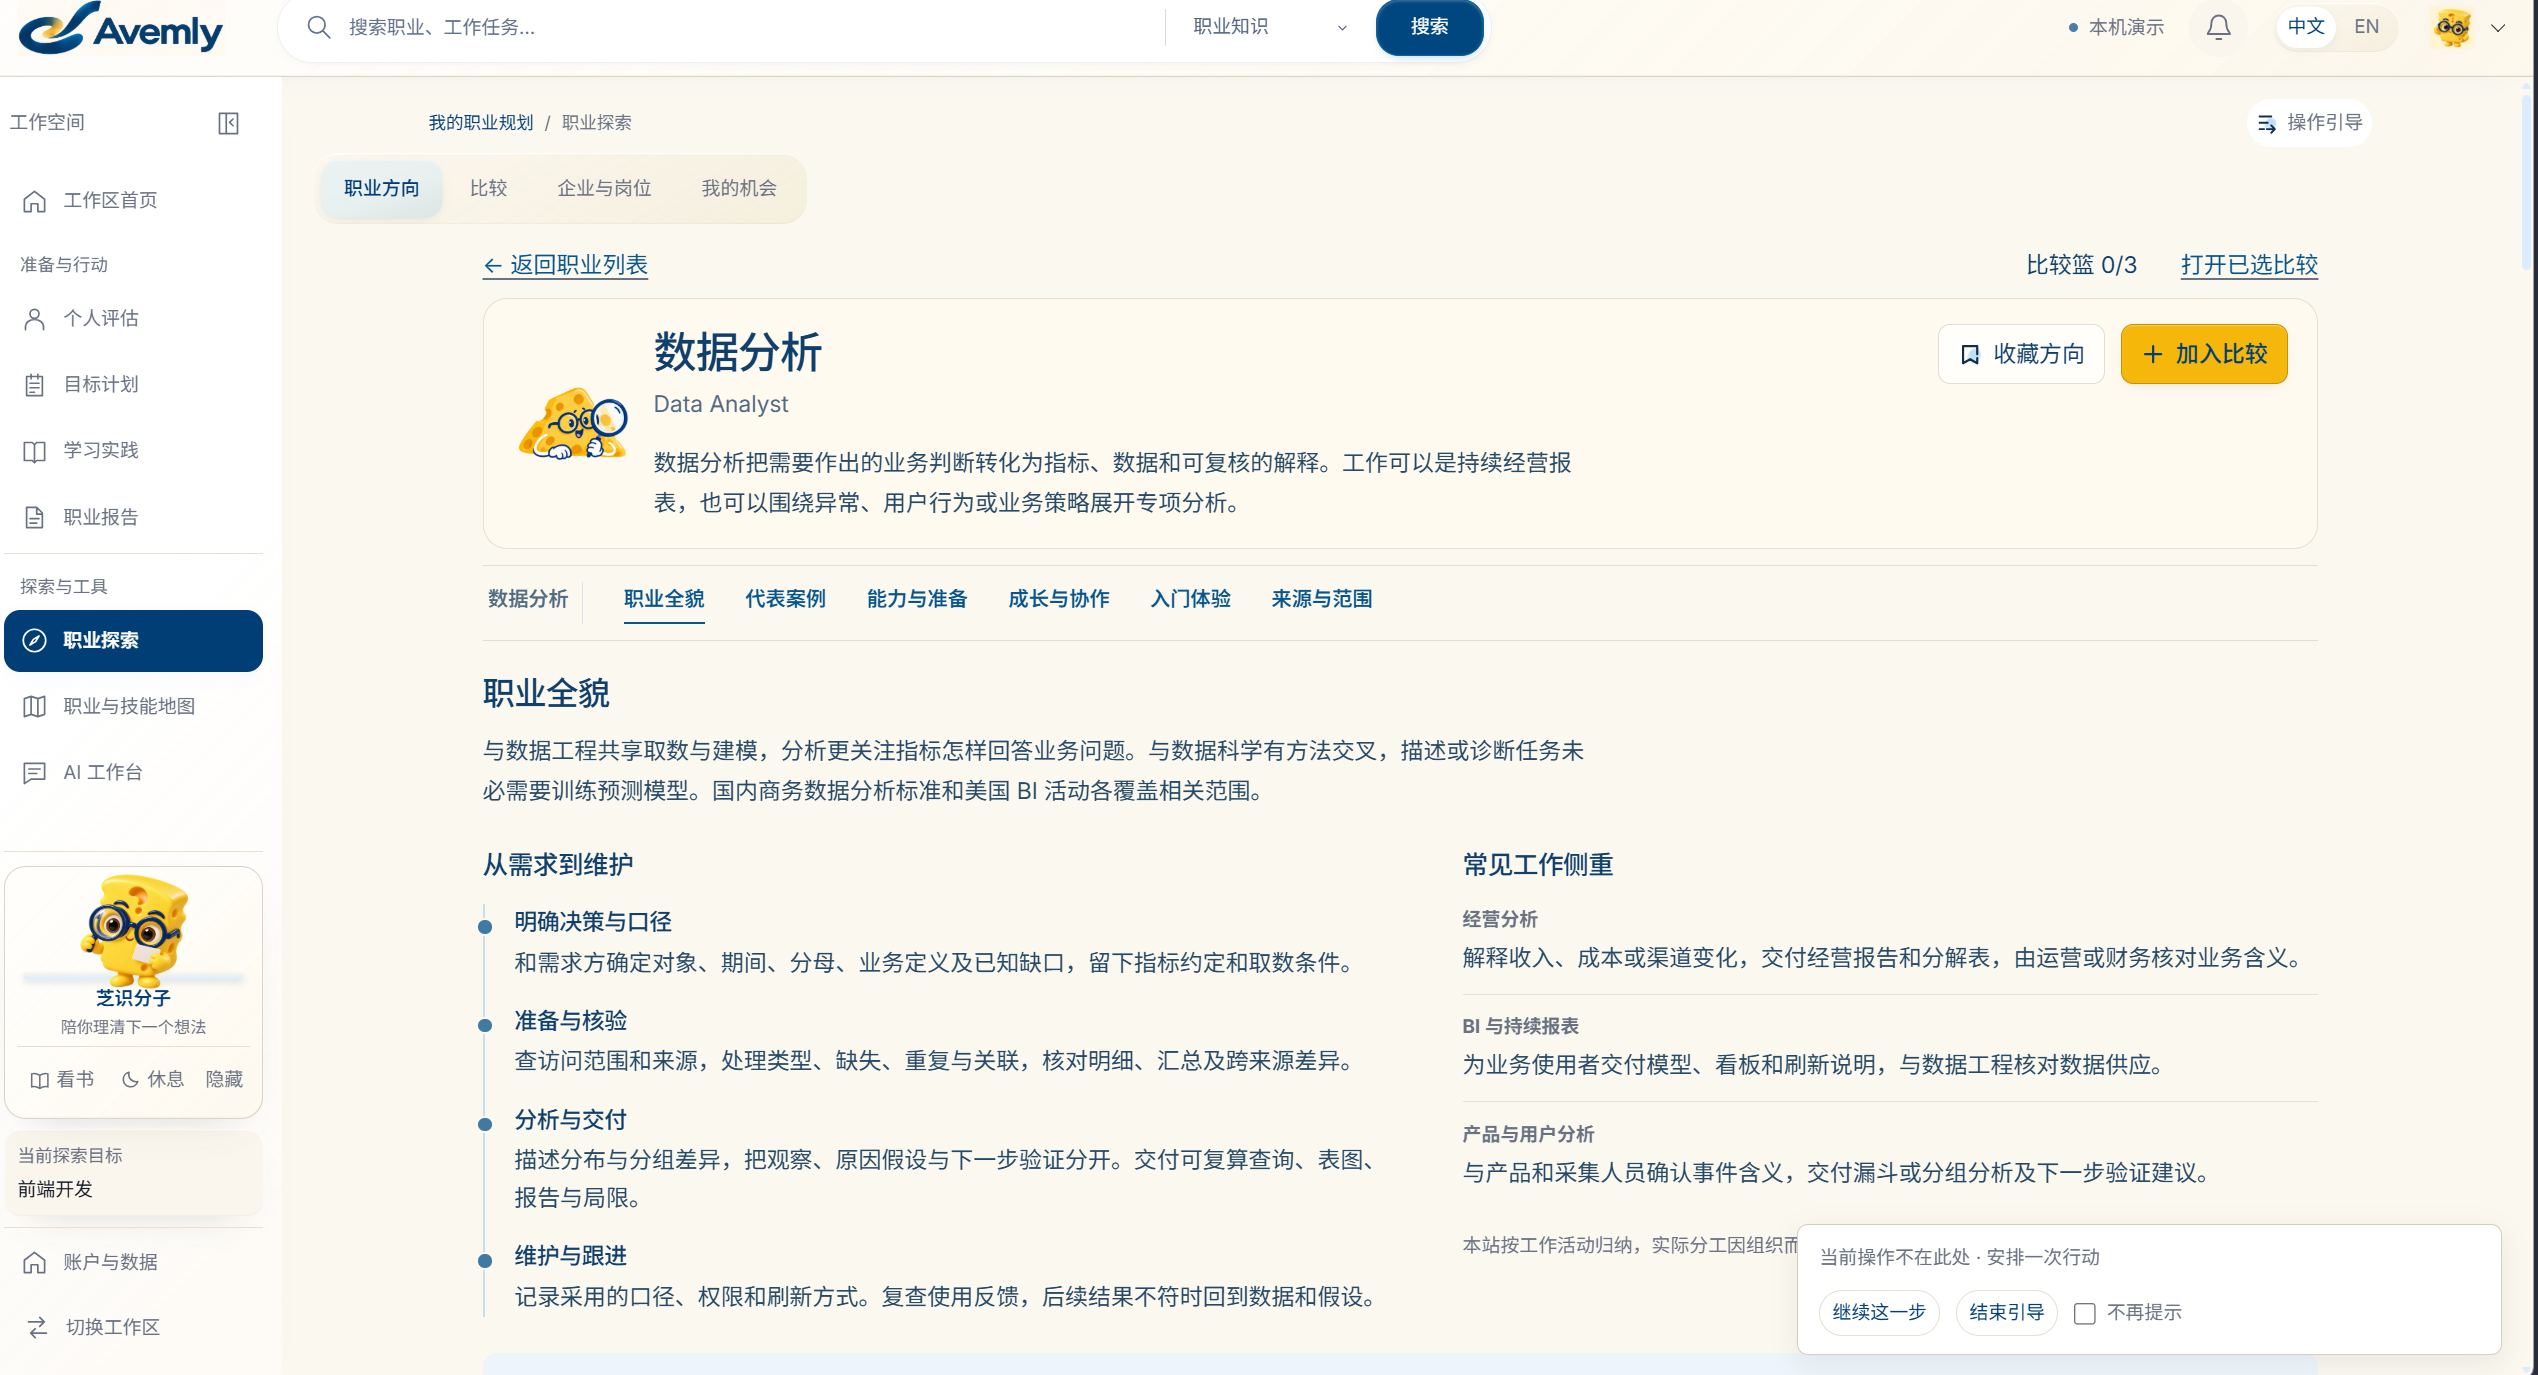 Avemly
搜索职业、工作任务...
职业知识
搜索
本机演示
中文
EN
工作空间
工作区首页
准备与行动
个人评估
目标计划
学习实践
职业报告
探索与工具
职业探索
职业与技能地图
AI 工作台
芝识分子
陪你理清下一个想法
看书
休息
隐藏
当前探索目标
前端开发
账户与数据
切换工作区
我的职业规划 / 职业探索
操作引导
职业方向
比较
企业与岗位
我的机会
← 返回职业列表
比较篮 0/3
打开已选比较
数据分析
Data Analyst
数据分析把需要作出的业务判断转化为指标、数据和可复核的解释。工作可以是持续经营报
表，也可以围绕异常、用户行为或业务策略展开专项分析。
收藏方向
+ 加入比较
数据分析
职业全貌
代表案例
能力与准备
成长与协作
入门体验
来源与范围
职业全貌
与数据工程共享取数与建模，分析更关注指标怎样回答业务问题。与数据科学有方法交叉，描述或诊断任务未
必需要训练预测模型。国内商务数据分析标准和美国 BI 活动各覆盖相关范围。
从需求到维护
明确决策与口径
和需求方确定对象、期间、分母、业务定义及已知缺口，留下指标约定和取数条件。
准备与核验
查访问范围和来源，处理类型、缺失、重复与关联，核对明细、汇总及跨来源差异。
分析与交付
描述分布与分组差异，把观察、原因假设与下一步验证分开。交付可复算查询、表图、
报告与局限。
维护与跟进
记录采用的口径、权限和刷新方式。复查使用反馈，后续结果不符时回到数据和假设。
常见工作侧重
经营分析
解释收入、成本或渠道变化，交付经营报告和分解表，由运营或财务核对业务含义。
BI 与持续报表
为业务使用者交付模型、看板和刷新说明，与数据工程核对数据供应。
产品与用户分析
与产品和采集人员确认事件含义，交付漏斗或分组分析及下一步验证建议。
本站按工作活动归纳，实际分工因组织而
当前操作不在此处 · 安排一次行动
继续这一步
结束引导
不再提示